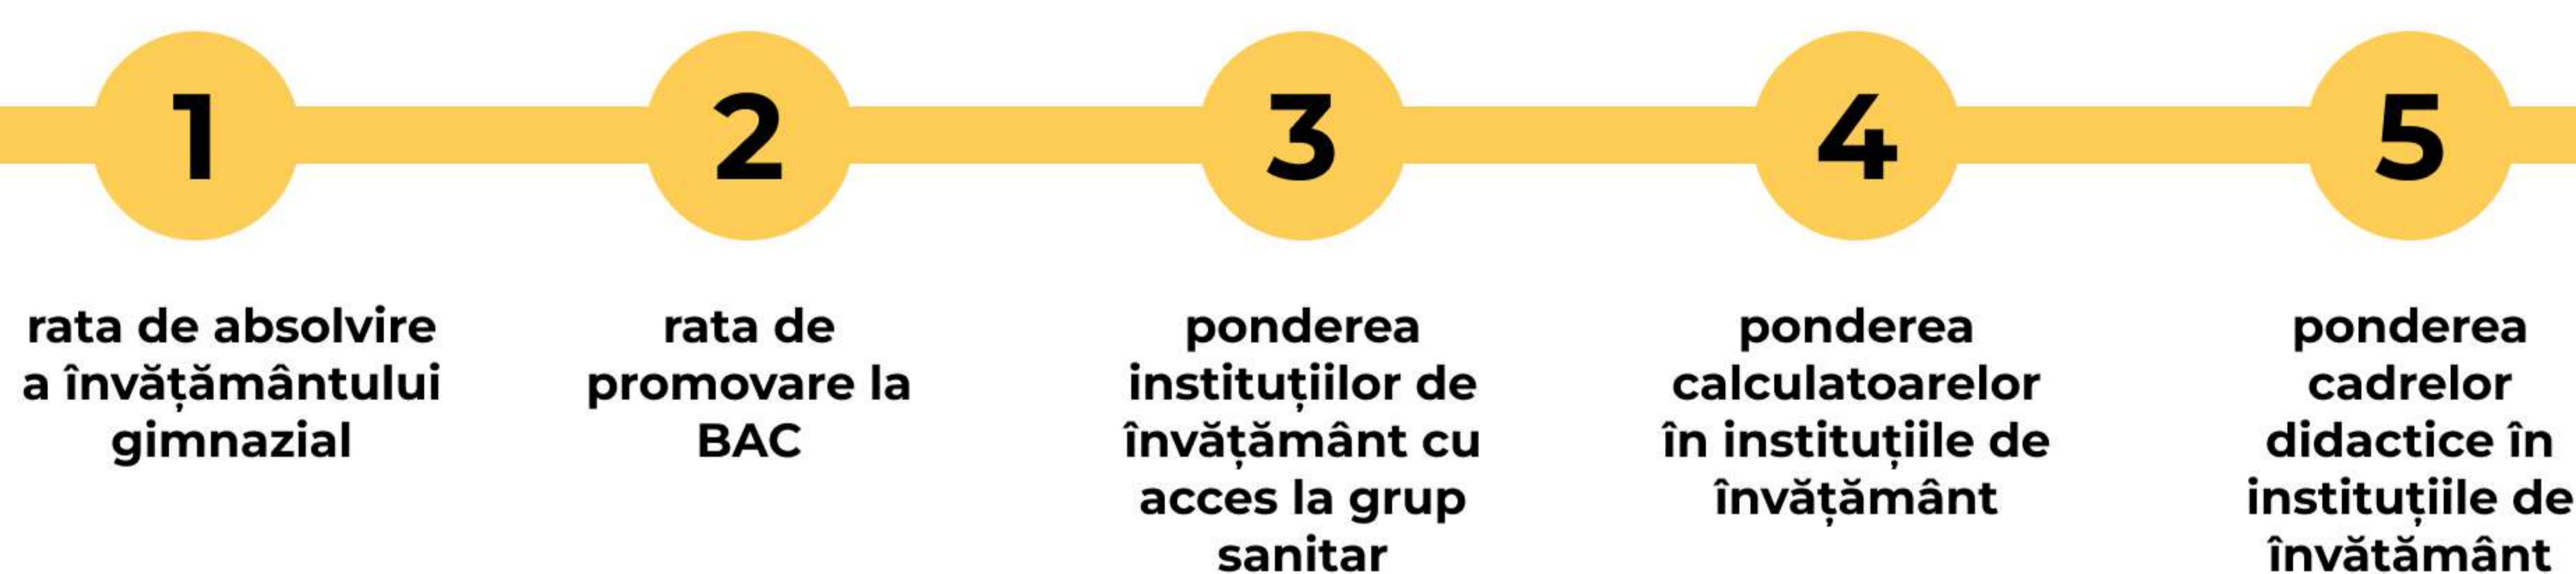 1
rata de absolvire
a învățământului
gimnazial
2
rata de
promovare la
BAC
3
ponderea
instituțiilor de
învățământ cu
acces la grup
sanitar
4
ponderea
calculatoarelor
în instituțiile de
învățământ
5
ponderea
cadrelor
didactice în
instituțiile de
învătământ